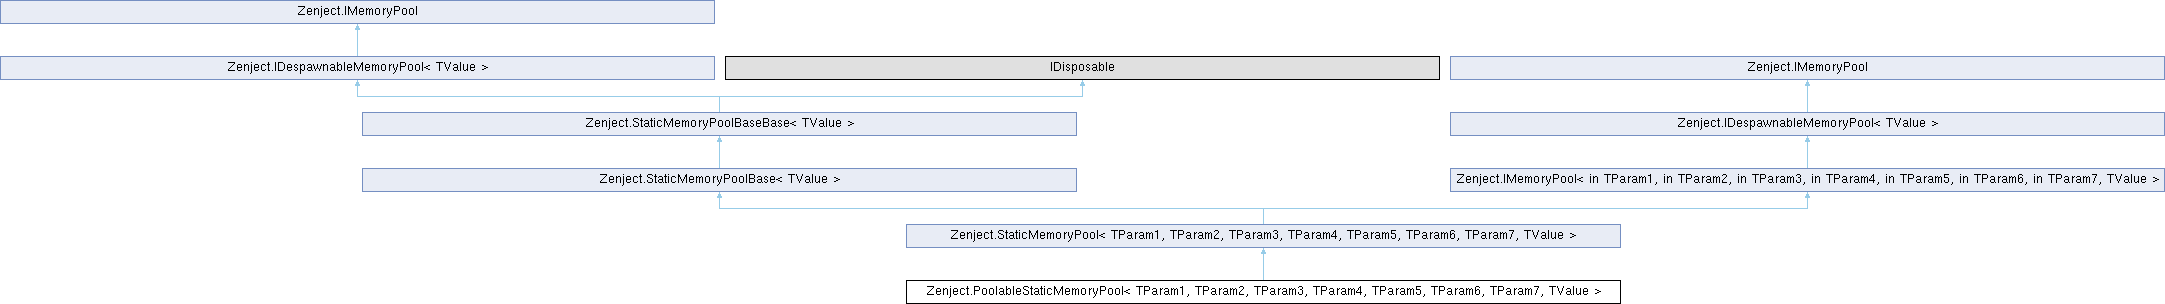 Zenject.IMemoryPool
Zenject.IDespawnableMemoryPool< TValue >
IDisposable
Zenject.IMemoryPool
Zenject.StaticMemoryPoolBaseBase< TValue >
Zenject.IDespawnableMemoryPool< TValue >
Zenject.StaticMemoryPoolBase< TValue >
Zenject.IMemoryPool< in TParam1, in TParam2, in TParam3, in TParam4, in TParam5, in TParam6, in TParam7, TValue >
Zenject.StaticMemoryPool< TParam1, TParam2, TParam3, TParam4, TParam5, TParam6, TParam7, TValue >
Zenject.PoolableStaticMemoryPool< TParam1, TParam2, TParam3, TParam4, TParam5, TParam6, TParam7, TValue >